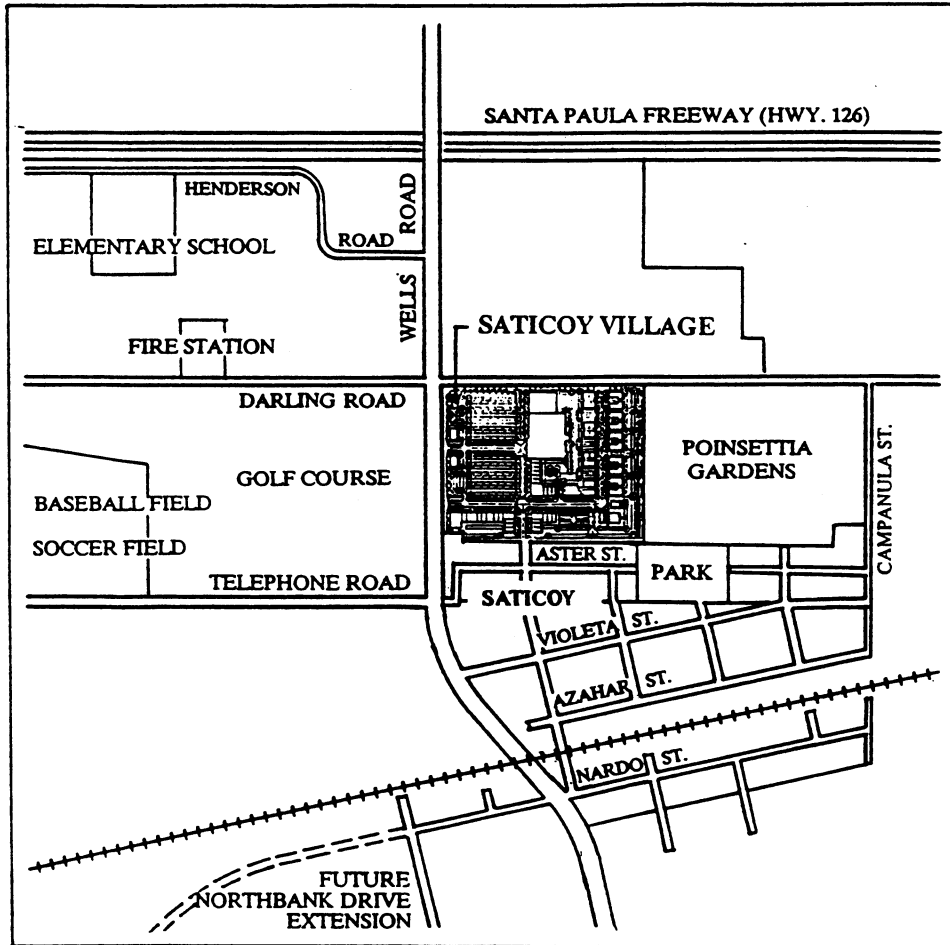 SANTA PAULA FREEWAY (HWY. 126)
HENDERSON
ROAD
ROAD
WELLS
ELEMENTARY SCHOOL
SATICOY VILLAGE
FIRE STATION
DARLING ROAD
GOLF COURSE
POINSETTIA
GARDENS
CAMPANULA ST.
BASEBALL FIELD
SOCCER FIELD
ASTER ST.
PARK
TELEPHONE ROAD
SATICOY
VIOLETA ST.
AZAHAR ST.
NARDO ST.
FUTURE
NORTHBANK DRIVE
EXTENSION